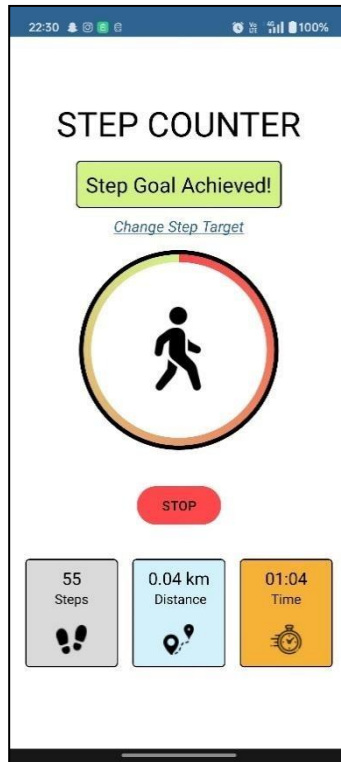 22:30 100%
STEP COUNTER
Step Goal Achieved!
Change Step Target
STOP
55 0.04 km 01:04
Steps Distance Time